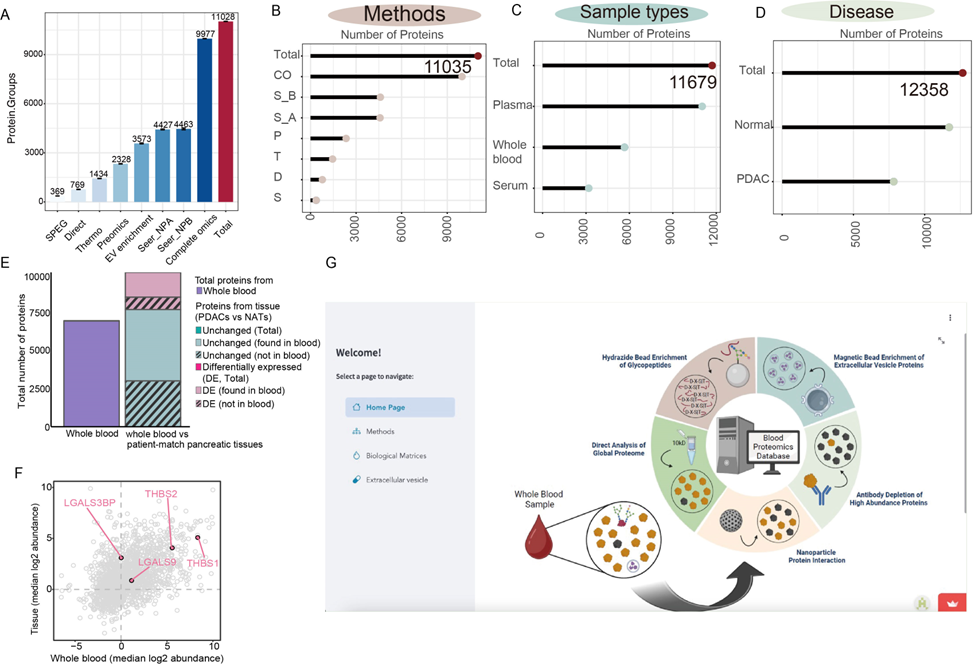 A
Protein.Groups
9000
6000
3000
0
369
769
1434
2328
3573
4427
4463
9977
11028
SPEG
Direct
Thermo
Preomics
EV enrichment
Seer_NPA
Seer_NPB
Complete omics
Total
B
Methods
Number of Proteins
Total
CO
S_B
S_A
P
T
D
S
11035
0
3000
6000
9000
C
Sample types
Number of Proteins
Total
Plasma
Whole
blood
Serum
11679
0
3000
6000
9000
12000
D
Disease
Number of Proteins
Total
Normal
PDAC
12358
0
5000
10000
E
Total number of proteins
10000
7500
5000
2500
0
Whole blood
whole blood vs
patient-match pancreatic tissues
Total proteins from
Whole blood
Proteins from tissue
(PDACs vs NATs)
Unchanged (Total)
Unchanged (found in blood)
Unchanged (not in blood)
Differentially expressed
(DE, Total)
DE (found in blood)
DE (not in blood)
F
Tissue (median log2 abundance)
10
5
0
LGALS3BP
THBS2
LGALS9
THBS1
−5
0
5
10
Whole blood (median log2 abundance)
G
Welcome!
Select a page to navigate:
Home Page
Methods
Biological Matrices
Extracellular vesicle
Hydrazide Bead Enrichment
of Glycopeptides
Magnetic Bead Enrichment of
Extracellular Vesicle Proteins
Direct Analysis of
Global Proteome
10kD
Blood
Proteomics
Database
Antibody Depletion of
High Abundance Proteins
Nanoparticle
Protein Interaction
Whole Blood
Sample